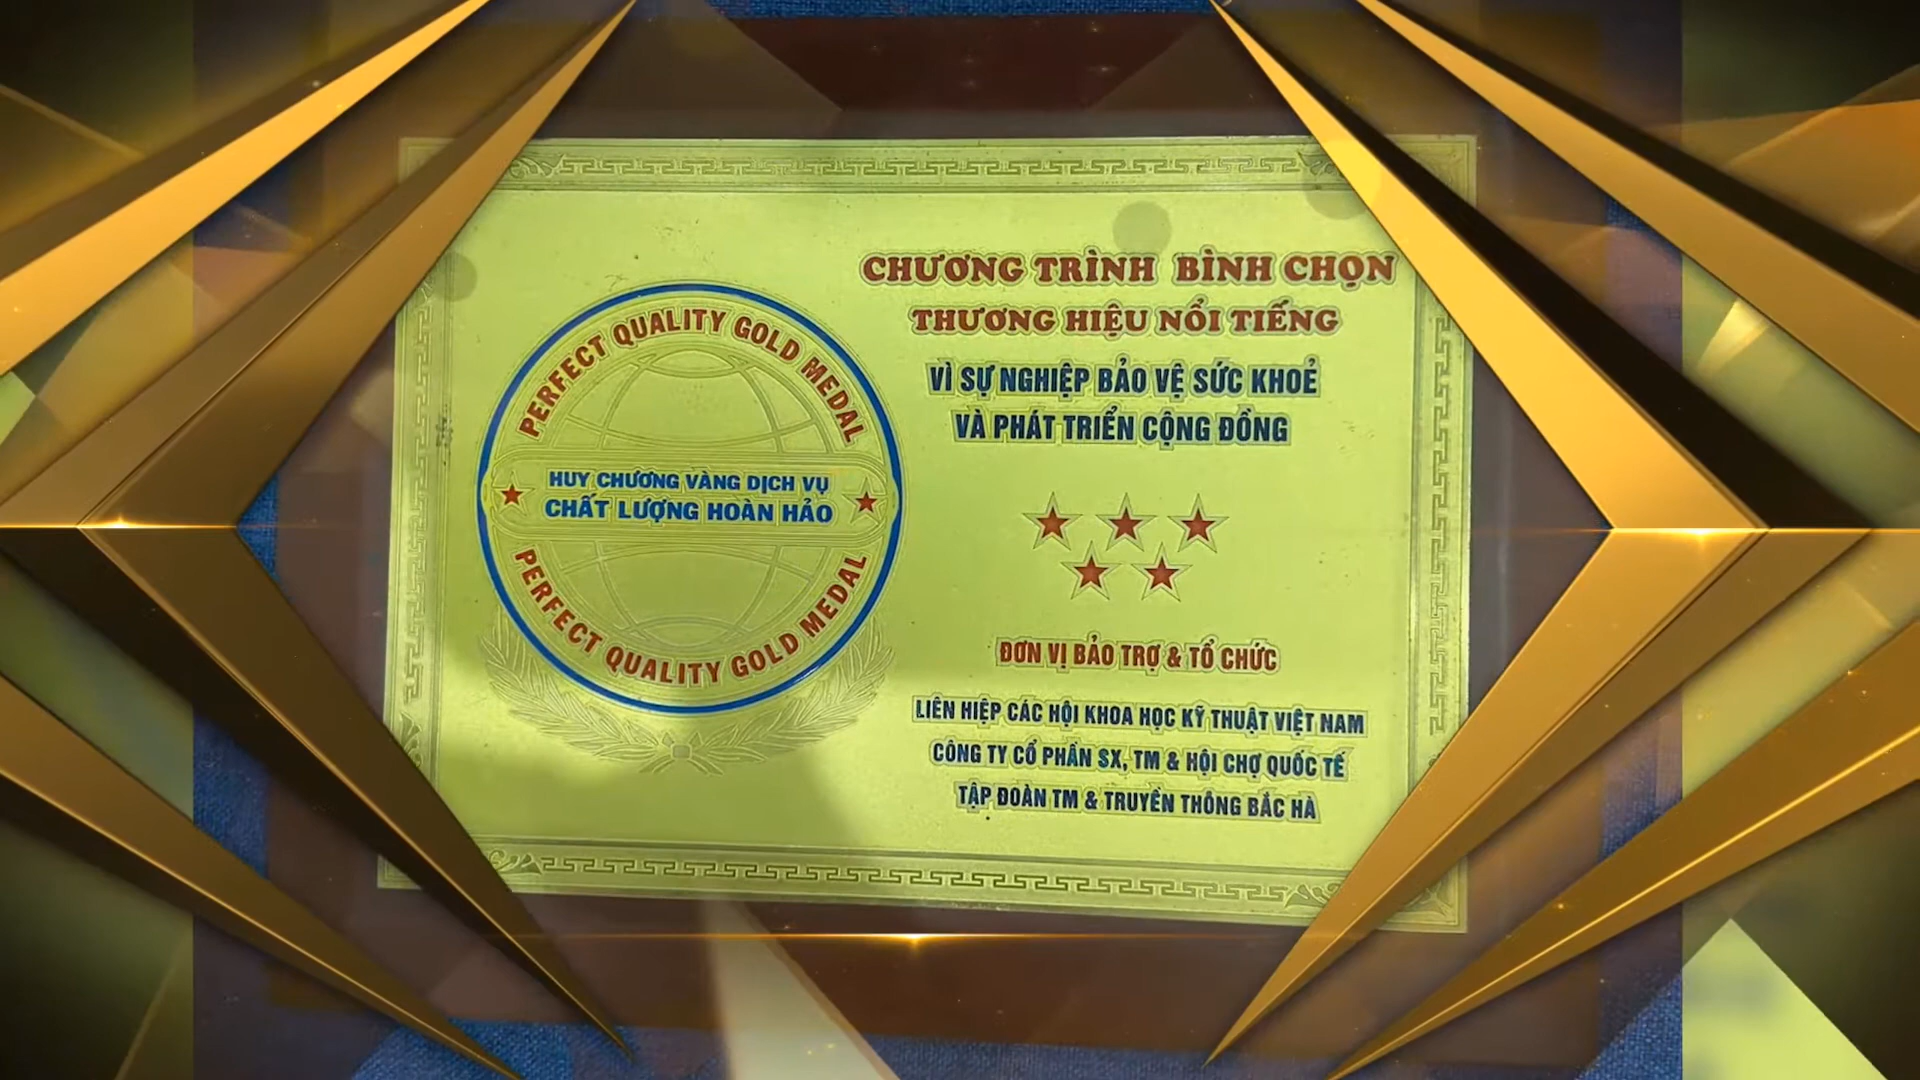 PERFECT QUALITY GOLD MEDAL
HUY CHƯƠNG VÀNG DỊCH VỤ
CHẤT LƯỢNG HOÀN HẢO
PERFECT QUALITY GOLD MEDAL
CHƯƠNG TRÌNH BÌNH CHỌN
THƯƠNG HIỆU NỔI TIẾNG
VÌ SỰ NGHIỆP BẢO VỆ SỨC KHOẺ
VÀ PHÁT TRIỂN CỘNG ĐỒNG
ĐƠN VỊ BẢO TRỢ & TỔ CHỨC
LIÊN HIỆP CÁC HỘI KHOA HỌC KỸ THUẬT VIỆT NAM
CÔNG TY CỔ PHẦN SX, TM & HỘI CHỢ QUỐC TẾ
TẬP ĐOÀN TM & TRUYỀN THÔNG BẮC HÀ